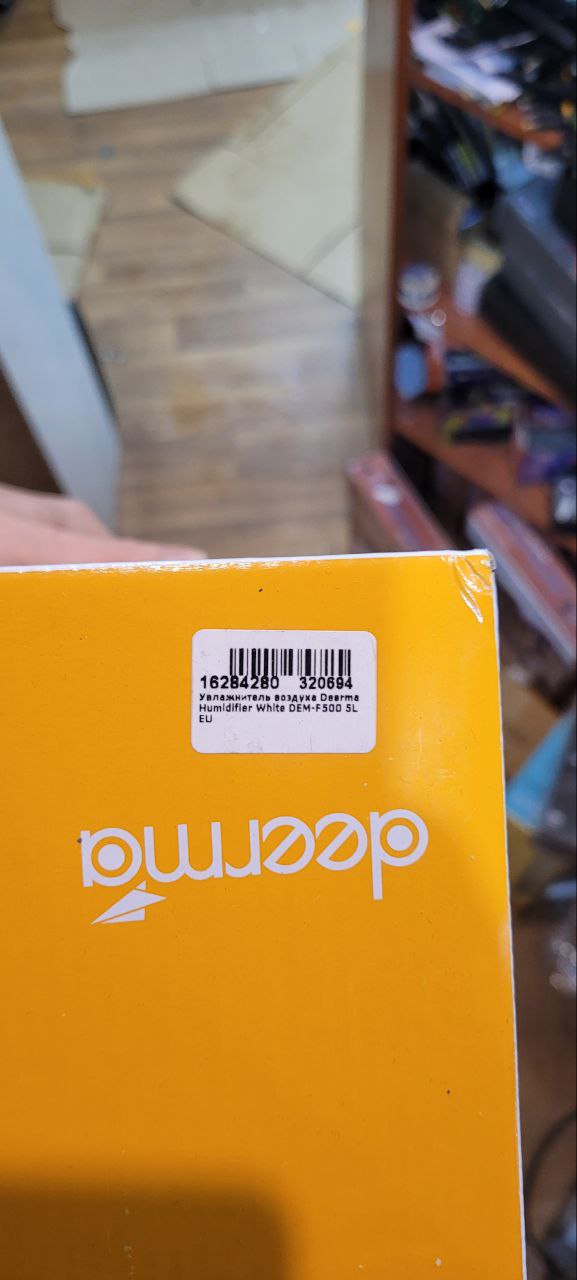 16284280 320694
Увлажнитель воздуха Deerma
Humidifier White DEM-F500 5L
EU
deerma